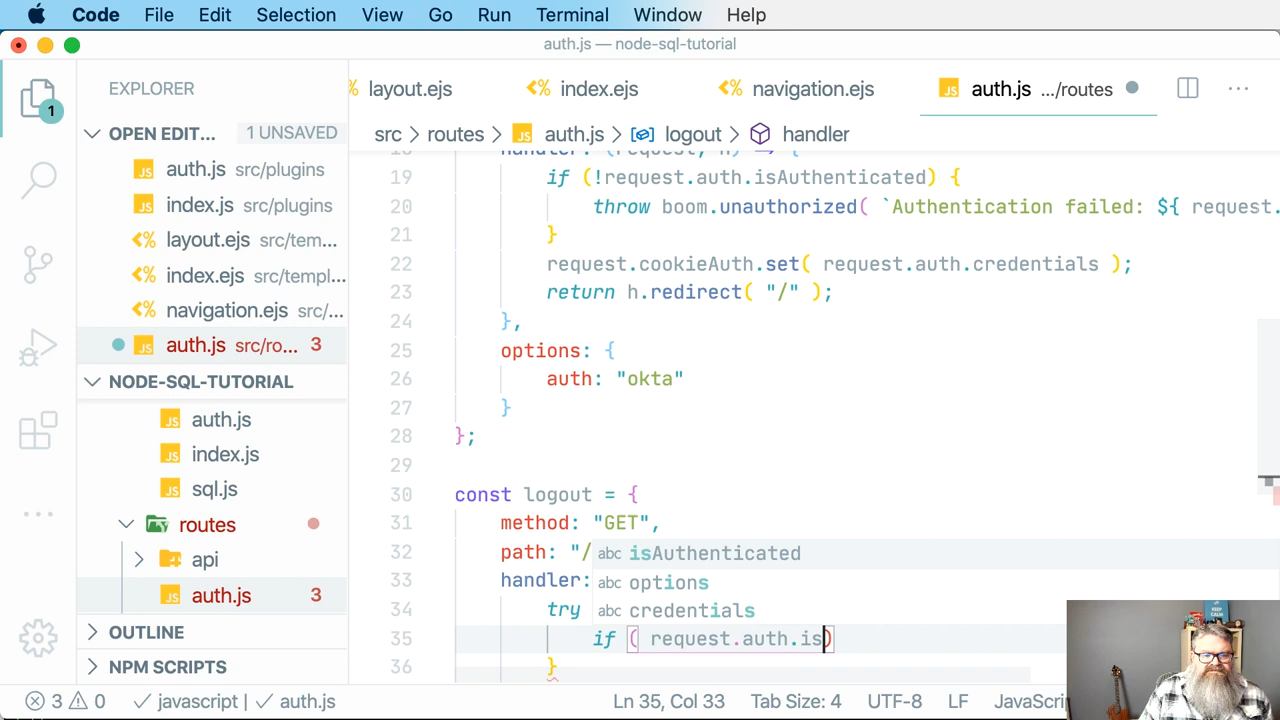 Code File Edit Selection View Go Run Terminal Window Help
auth.js — node-sql-tutorial
EXPLORER
layout.ejs
index.ejs
navigation.ejs
auth.js .../routes
1
OPEN EDIT... 1 UNSAVED
src > routes > auth.js > logout > handler
auth.js src/plugins
index.js src/plugins
layout.ejs src/tem...
index.ejs src/templ...
navigation.ejs src/...
auth.js src/ro... 3
NODE-SQL-TUTORIAL
auth.js
index.js
sql.js
routes
api
auth.js 3
OUTLINE
NPM SCRIPTS
18 handler: (request, h) => {
19 if (!request.auth.isAuthenticated) {
20 throw boom.unauthorized( `Authentication failed: ${ request.
21 }
22 request.cookieAuth.set( request.auth.credentials );
23 return h.redirect( "/" );
24 },
25 options: {
26 auth: "okta"
27 }
28 };
29
30 const logout = {
31 method: "GET",
32 path: "/
33 handler:
34 try
35 if ( request.auth.is)
36 }
abc isAuthenticated
abc options
abc credentials
KEEP CALM
3 0 javascript | auth.js Ln 35, Col 33 Tab Size: 4 UTF-8 LF JavaScri